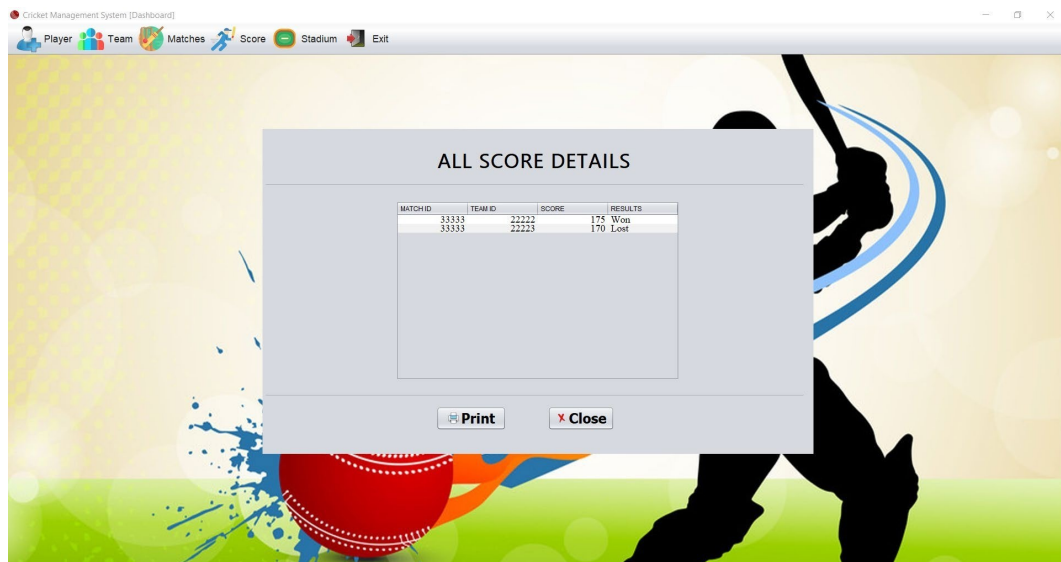 Cricket Management System [Dashboard]
Player Team Matches Score Stadium Exit
ALL SCORE DETAILS
MATCH ID TEAM ID SCORE RESULTS
33333 22222 175 Won
33333 22223 170 Lost
Print Close